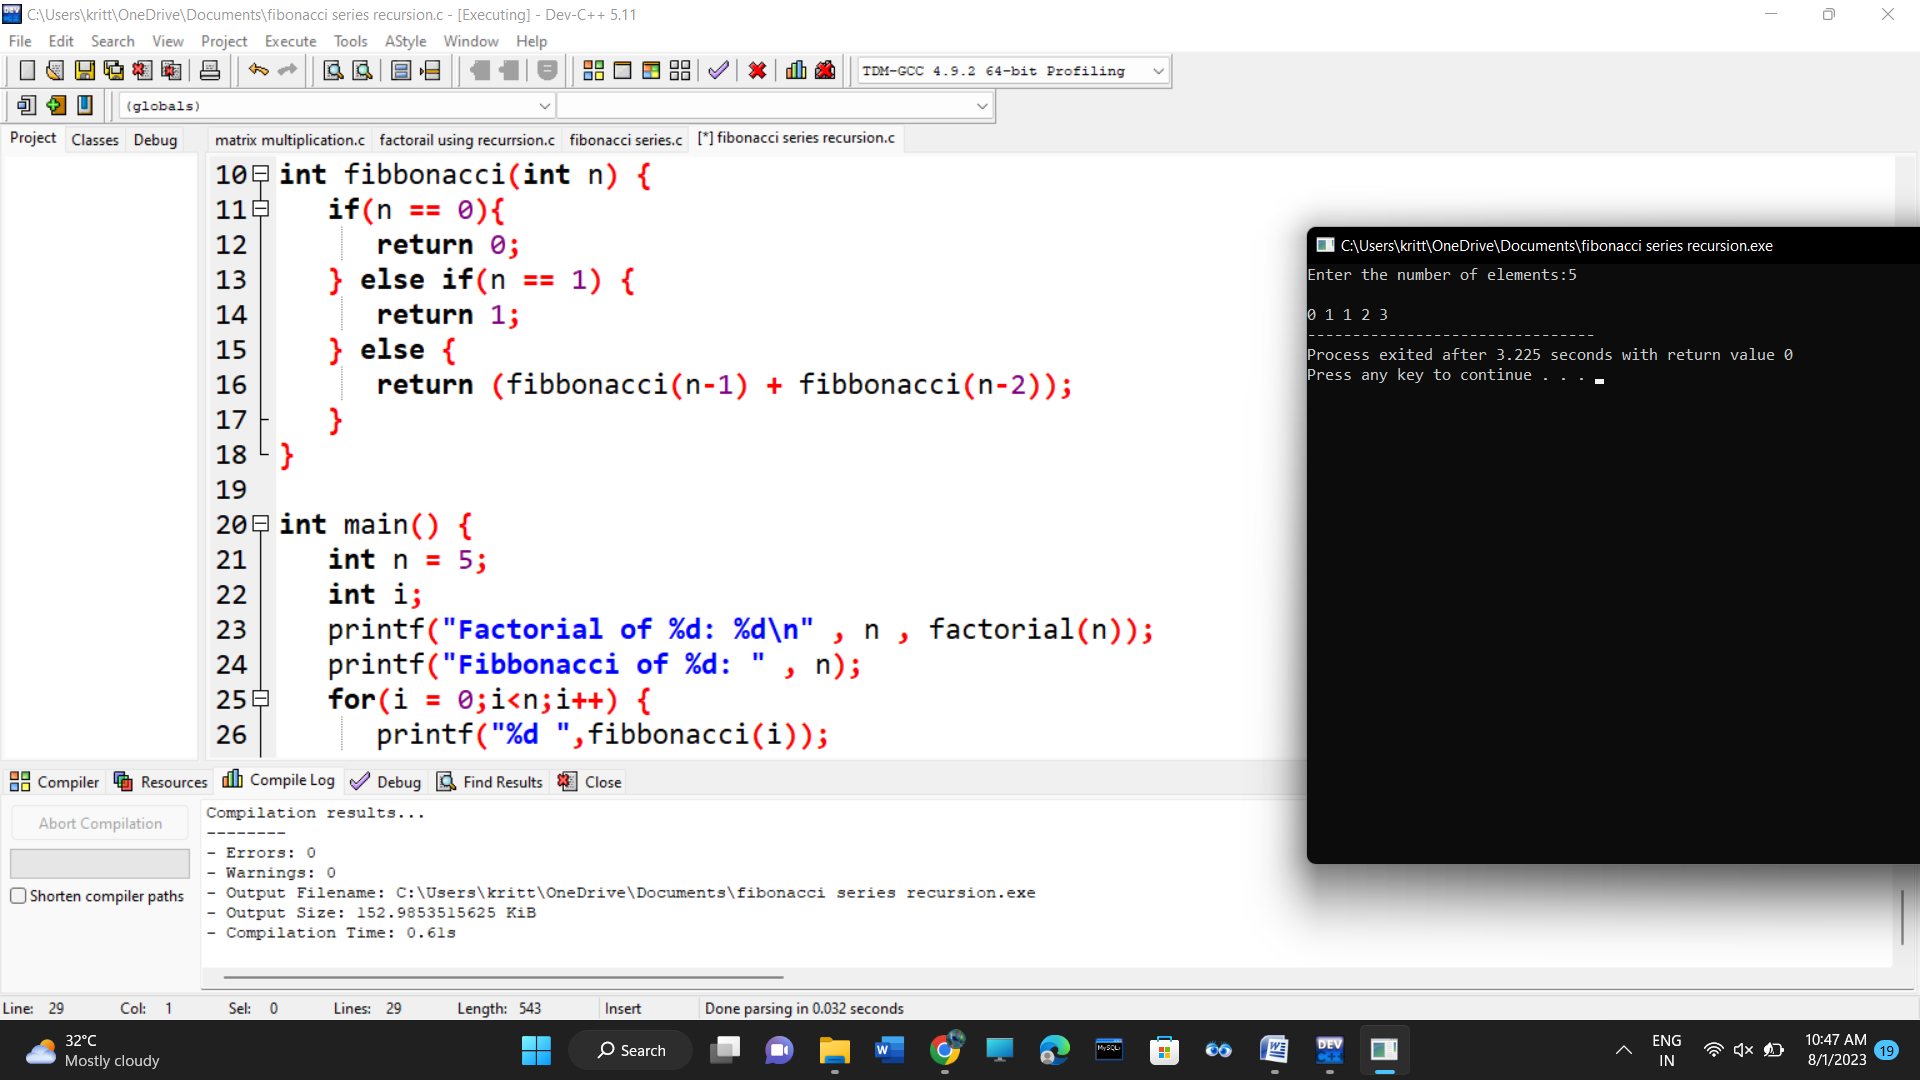 C:\Users\kritt\OneDrive\Documents\fibonacci series recursion.c - [Executing] - Dev-C++ 5.11
File Edit Search View Project Execute Tools AStyle Window Help
TDM-GCC 4.9.2 64-bit Profiling
(globals)
Project Classes Debug
matrix multiplication.c factorail using recurrsion.c fibonacci series.c [*] fibonacci series recursion.c
10 int fibbonacci(int n) {
11 if(n == 0){
12 return 0;
13 } else if(n == 1) {
14 return 1;
15 } else {
16 return (fibbonacci(n-1) + fibbonacci(n-2));
17 }
18 }
19
20 int main() {
21 int n = 5;
22 int i;
23 printf("Factorial of %d: %d\n" , n , factorial(n));
24 printf("Fibbonacci of %d: " , n);
25 for(i = 0;i<n;i++) {
26 printf("%d ",fibbonacci(i));
C:\Users\kritt\OneDrive\Documents\fibonacci series recursion.exe
Enter the number of elements:5
0 1 1 2 3
--------------------------------
Process exited after 3.225 seconds with return value 0
Press any key to continue . . .
Compiler Resources Compile Log Debug Find Results Close
Abort Compilation
Shorten compiler paths
Compilation results...
--------
- Errors: 0
- Warnings: 0
- Output Filename: C:\Users\kritt\OneDrive\Documents\fibonacci series recursion.exe
- Output Size: 152.9853515625 KiB
- Compilation Time: 0.61s
Line: 29 Col: 1 Sel: 0 Lines: 29 Length: 543 Insert Done parsing in 0.032 seconds
32°C
Mostly cloudy
Search
ENG
IN
10:47 AM
8/1/2023
19
DEV
MySQL
W